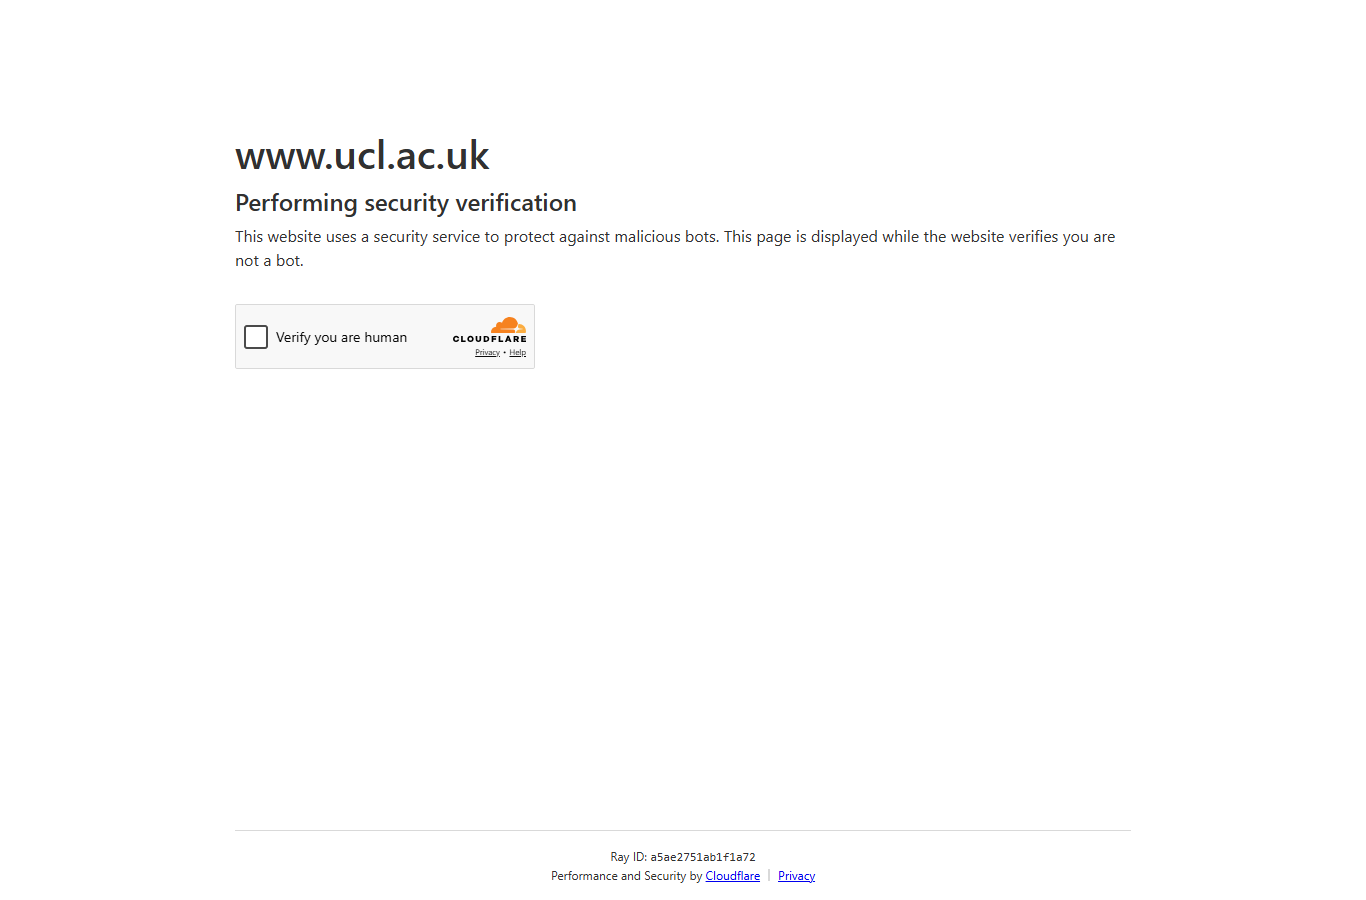 www.ucl.ac.uk
Performing security verification
This website uses a security service to protect against malicious bots. This page is displayed while the website verifies you are
not a bot.
Verify you are human
CLOUDFLARE
Privacy • Help
Ray ID: a5ae2751ab1f1a72
Performance and Security by Cloudflare | Privacy